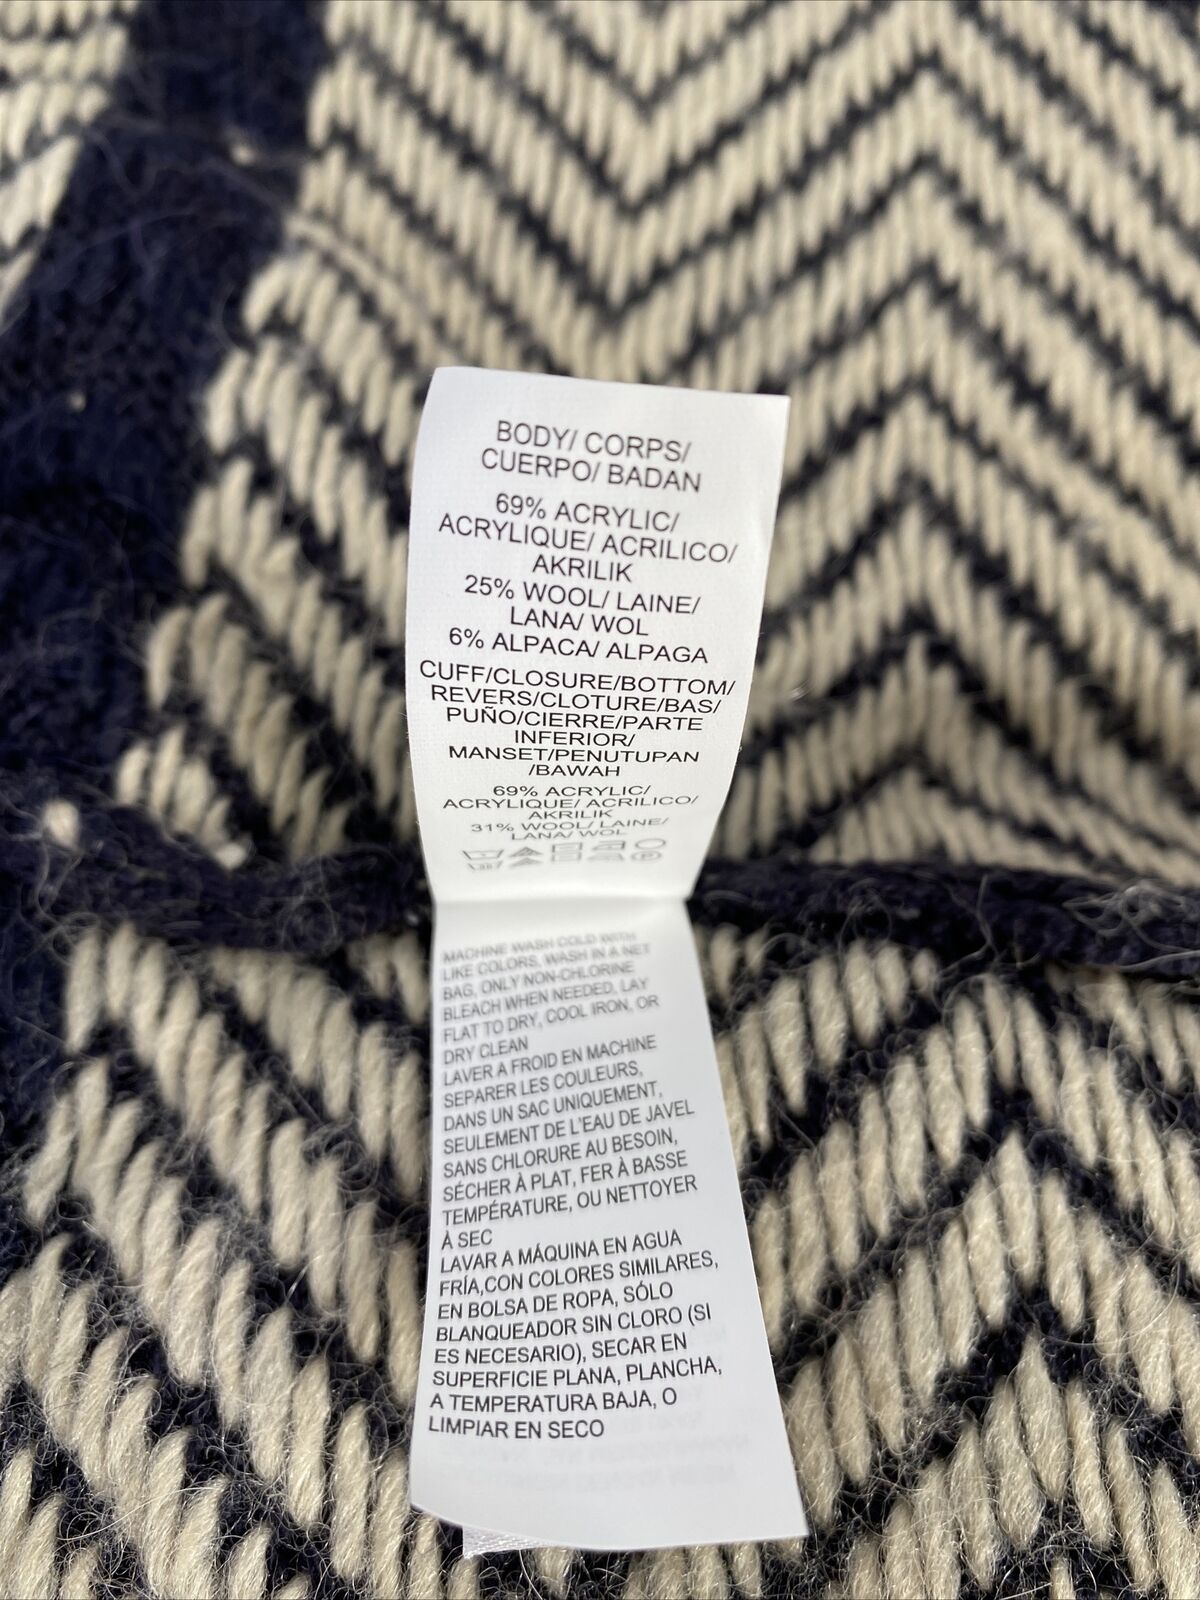 BODY/ CORPS/
CUERPO/ BADAN
69% ACRYLIC/
ACRYLIQUE/ ACRILICO/
AKRILIK
25% WOOL/ LAINE/
LANA/ WOL
6% ALPACA/ ALPAGA
CUFF/CLOSURE/BOTTOM/
REVERS/CLOTURE/BAS/
PUÑO/CIERRE/PARTE
INFERIOR/
MANSET/PENUTUPAN
/BAWAH
69% ACRYLIC/
ACRYLIQUE/ ACRILICO/
AKRILIK
31% WOOL/ LAINE/
LANA/ WOL
MACHINE WASH COLD WITH
LIKE COLORS, WASH IN A NET
BAG, ONLY NON-CHLORINE
BLEACH WHEN NEEDED, LAY
FLAT TO DRY, COOL IRON, OR
DRY CLEAN
LAVER A FROID EN MACHINE
SEPARER LES COULEURS,
DANS UN SAC UNIQUEMENT,
SEULEMENT DE L'EAU DE JAVEL
SANS CHLORURE AU BESOIN,
SÉCHER À PLAT, FER À BASSE
TEMPÉRATURE, OU NETTOYER
À SEC
LAVAR A MÁQUINA EN AGUA
FRÍA,CON COLORES SIMILARES,
EN BOLSA DE ROPA, SÓLO
BLANQUEADOR SIN CLORO (SI
ES NECESARIO), SECAR EN
SUPERFICIE PLANA, PLANCHA,
A TEMPERATURA BAJA, O
LIMPIAR EN SECO